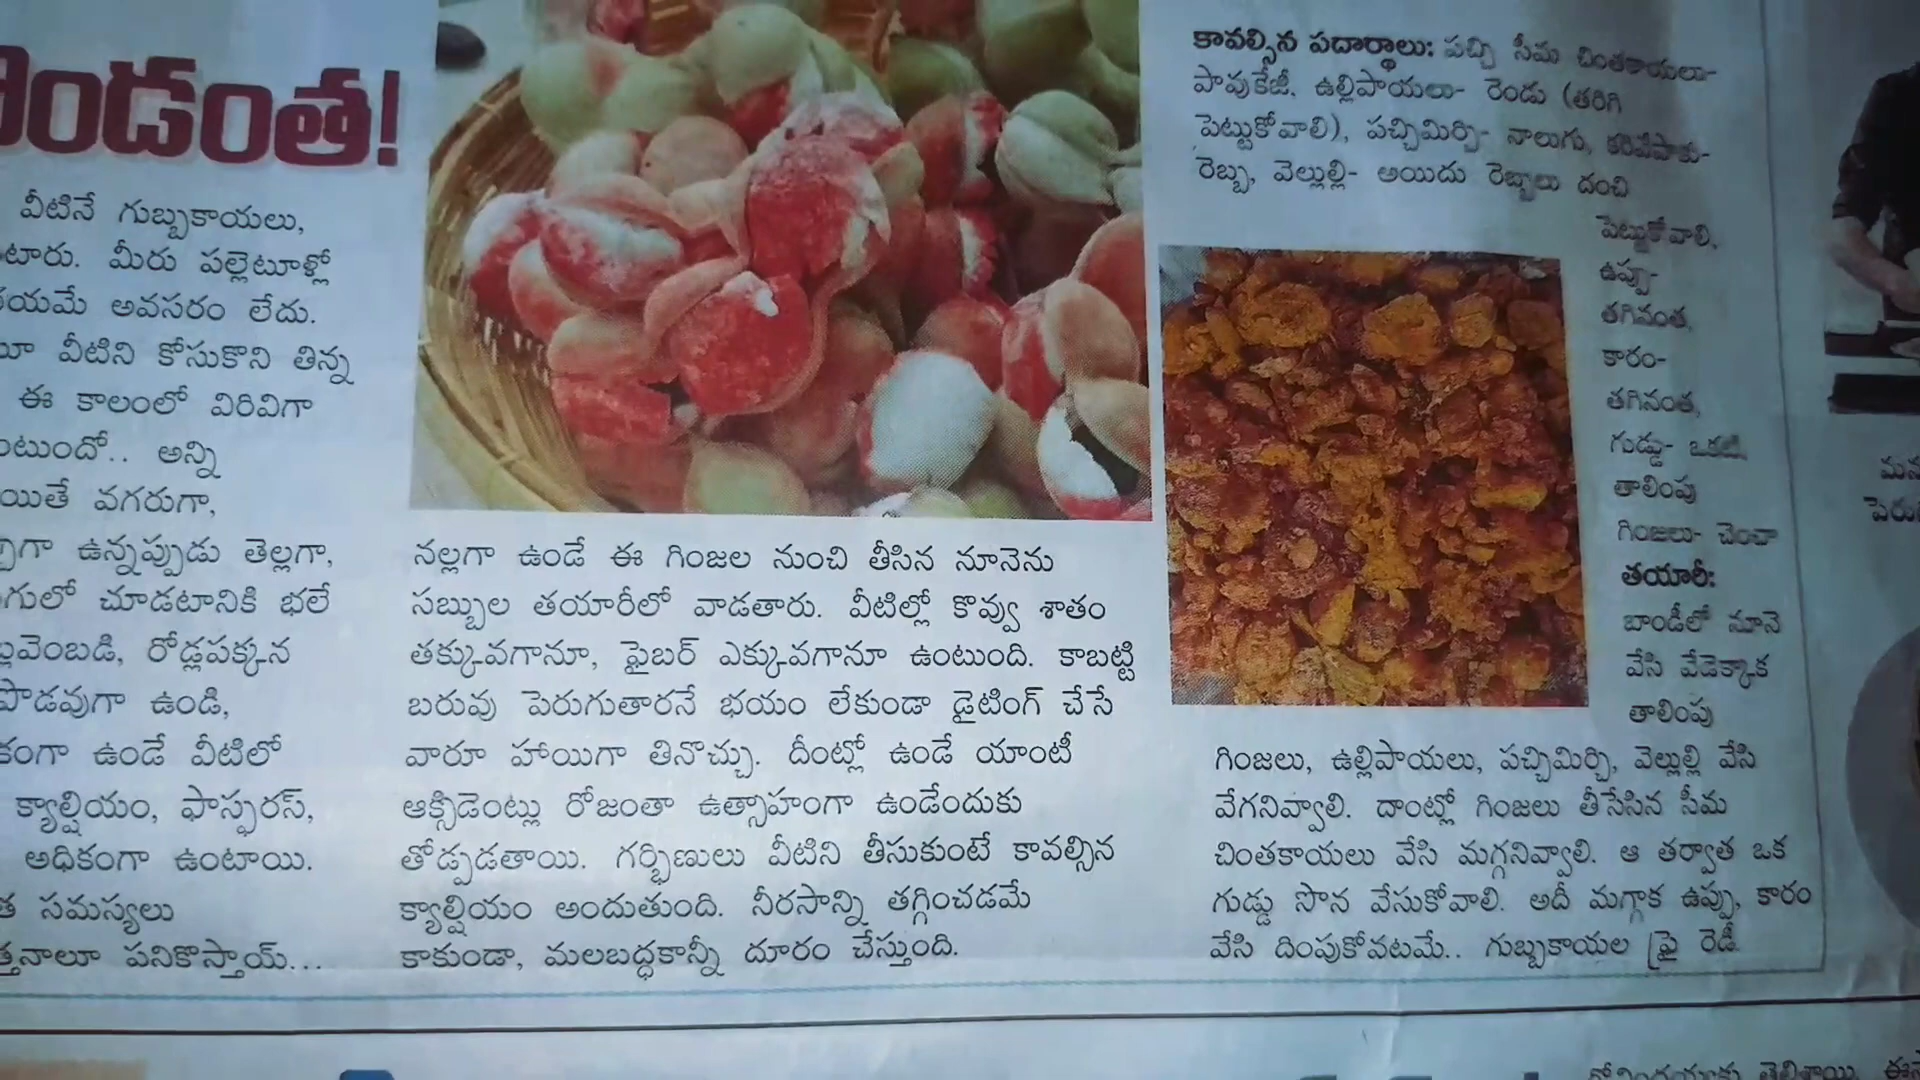 వీటినే గుబ్బకాయలు,
టారు. మీరు పల్లెటూళ్లో
అవసరం లేదు.
వీటిని కోసుకొని తిన్న
ఈ కాలంలో విరివిగా
అన్ని
వగరుగా,
ఉన్నప్పుడు తెల్లగా,
చూడటానికి భలే
రోడ్లపక్కన
ఉండి,
ఉండే వీటిలో
క్యాల్షియం, ఫాస్ఫరస్,
అధికంగా ఉంటాయి.
సమస్యలు
పనికొస్తాయ్...
నల్లగా ఉండే ఈ గింజల నుంచి తీసిన నూనెను
సబ్బుల తయారీలో వాడతారు. వీటిల్లో కొవ్వు శాతం
తక్కువగానూ, ఫైబర్ ఎక్కువగానూ ఉంటుంది. కాబట్టి
బరువు పెరుగుతారనే భయం లేకుండా డైటింగ్ చేసే
వారూ హాయిగా తినొచ్చు. దీంట్లో ఉండే యాంటీ
ఆక్సిడెంట్లు రోజంతా ఉత్సాహంగా ఉండేందుకు
తోడ్పడతాయి. గర్భిణులు వీటిని తీసుకుంటే కావల్సిన
క్యాల్షియం అందుతుంది. నీరసాన్ని తగ్గించడమే
కాకుండా, మలబద్ధకాన్నీ దూరం చేస్తుంది.
కావల్సిన పదార్థాలు: పచ్చి సీమ చింతకాయలు-
పావుకేజీ, ఉల్లిపాయలు- రెండు (తరిగి
పెట్టుకోవాలి), పచ్చిమిర్చి- నాలుగు, కరివేపాకు-
రెబ్బ, వెల్లుల్లి- అయిదు రెబ్బలు దంచి
పెట్టుకోవాలి,
ఉప్పు-
తగినంత,
కారం-
తగినంత,
గుడ్డు- ఒకటి,
తాలింపు
గింజలు- చెంచా
తయారీ:
బాండీలో నూనె
వేసి వేడెక్కాక
తాలింపు
గింజలు, ఉల్లిపాయలు, పచ్చిమిర్చి, వెల్లుల్లి వేసి
వేగనివ్వాలి. దాంట్లో గింజలు తీసేసిన సీమ
చింతకాయలు వేసి మగ్గనివ్వాలి. ఆ తర్వాత ఒక
గుడ్డు సొన వేసుకోవాలి. అదీ మగ్గాక ఉప్పు, కారం
వేసి దింపుకోవటమే.. గుబ్బకాయల ఫ్రై రెడీ.